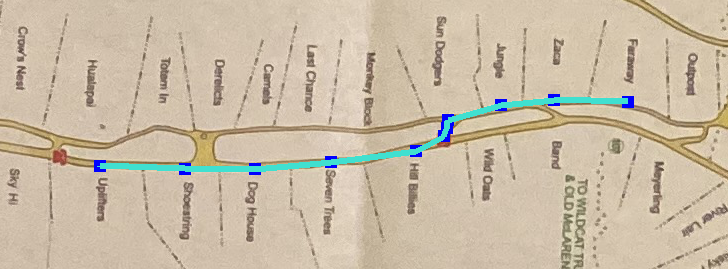 Crow's Nest
Hualapai
Totem In
Derelicts
Camels
Last Chance
Monkey Block
Sun Dodgers
Jungle
Zaca
Faraway
Outpost
Sky Hi
Uplifters
Shoestring
Dog House
Seven Trees
Hill Billies
Wild Oats
Band
TO WILDCAT TR
& OLD McLAREN
Meyerling
River Lair